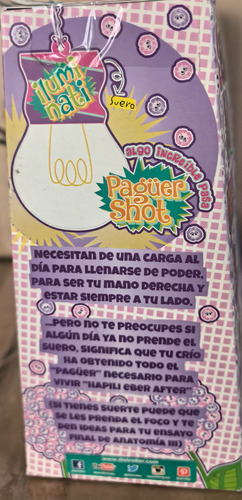 ilumi
nati
suero
algo increíble pasa
Pagüer
Shot
Necesitan de una carga al
día para llenarse de poder,
para ser tu mano derecha y
estar siempre a tu lado.
...Pero no te preocupes si
algún día ya no prende el
suero, significa que tu crío
ha obtenido todo el
"pagüer" necesario para
vivir "hapili eber after"
(si tienes suerte puede que
se les prenda el foco y te
den ideas para tu ensayo
final de anatomía III)